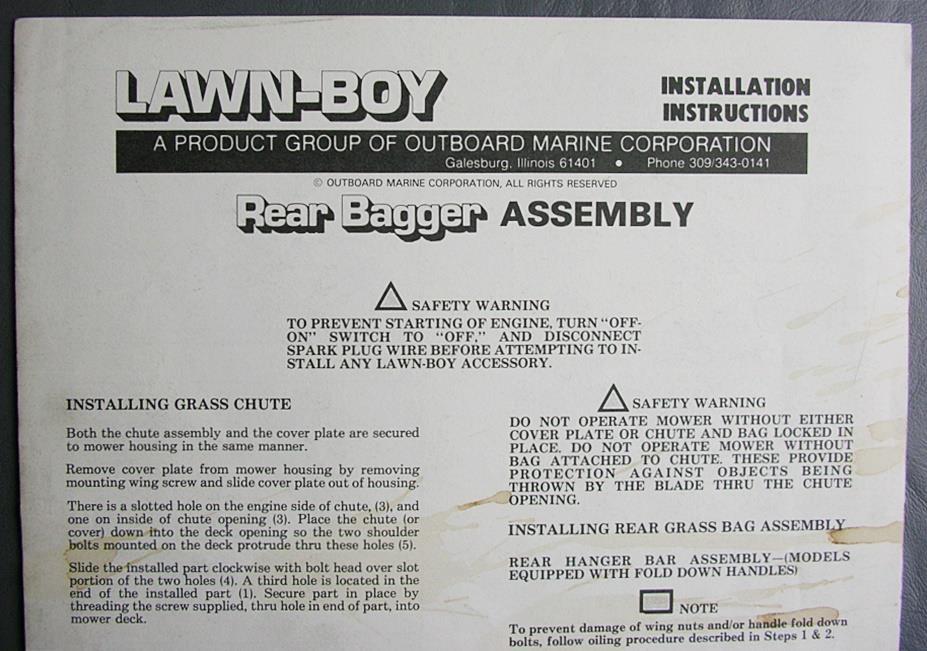 LAWN-BOY
INSTALLATION
INSTRUCTIONS
A PRODUCT GROUP OF OUTBOARD MARINE CORPORATION
Galesburg, Illinois 61401 • Phone 309/343-0141
© OUTBOARD MARINE CORPORATION, ALL RIGHTS RESERVED
Rear Bagger ASSEMBLY
SAFETY WARNING
TO PREVENT STARTING OF ENGINE, TURN "OFF-
ON" SWITCH TO "OFF," AND DISCONNECT
SPARK PLUG WIRE BEFORE ATTEMPTING TO IN-
STALL ANY LAWN-BOY ACCESSORY.
INSTALLING GRASS CHUTE
Both the chute assembly and the cover plate are secured
to mower housing in the same manner.
Remove cover plate from mower housing by removing
mounting wing screw and slide cover plate out of housing.
There is a slotted hole on the engine side of chute, (3), and
one on inside of chute opening (3). Place the chute (or
cover) down into the deck opening so the two shoulder
bolts mounted on the deck protrude thru these holes (5).
Slide the installed part clockwise with bolt head over slot
portion of the two holes (4). A third hole is located in the
end of the installed part (1). Secure part in place by
threading the screw supplied, thru hole in end of part, into
mower deck.
SAFETY WARNING
DO NOT OPERATE MOWER WITHOUT EITHER
COVER PLATE OR CHUTE AND BAG LOCKED IN
PLACE. DO NOT OPERATE MOWER WITHOUT
BAG ATTACHED TO CHUTE. THESE PROVIDE
PROTECTION AGAINST OBJECTS BEING
THROWN BY THE BLADE THRU THE CHUTE
OPENING.
INSTALLING REAR GRASS BAG ASSEMBLY
REAR HANGER BAR ASSEMBLY—(MODELS
EQUIPPED WITH FOLD DOWN HANDLES)
NOTE
To prevent damage of wing nuts and/or handle fold down
bolts, follow oiling procedure described in Steps 1 & 2.